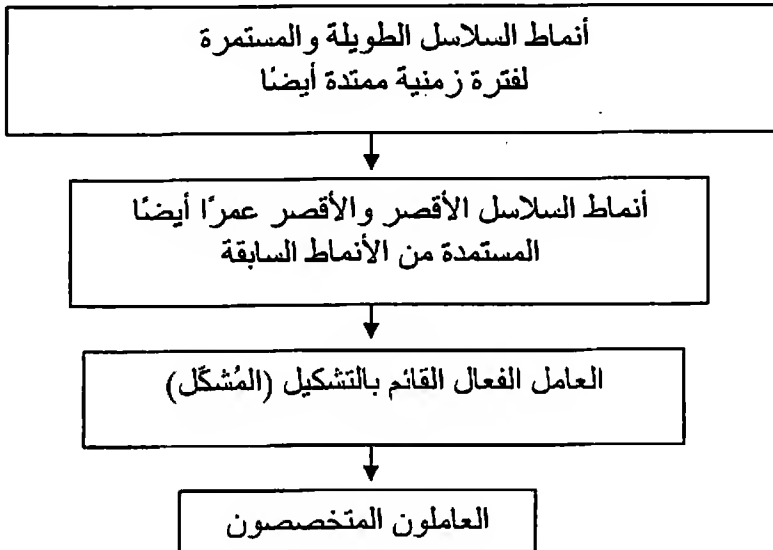 أنماط السلاسل الطويلة والمستمرة
لفترة زمنية ممتدة أيضًا
أنماط السلاسل الأقصر والأقصر عمرًا أيضًا
المستمدة من الأنماط السابقة
العامل الفعال القائم بالتشكيل (المُشكّل)
العاملون المتخصصون